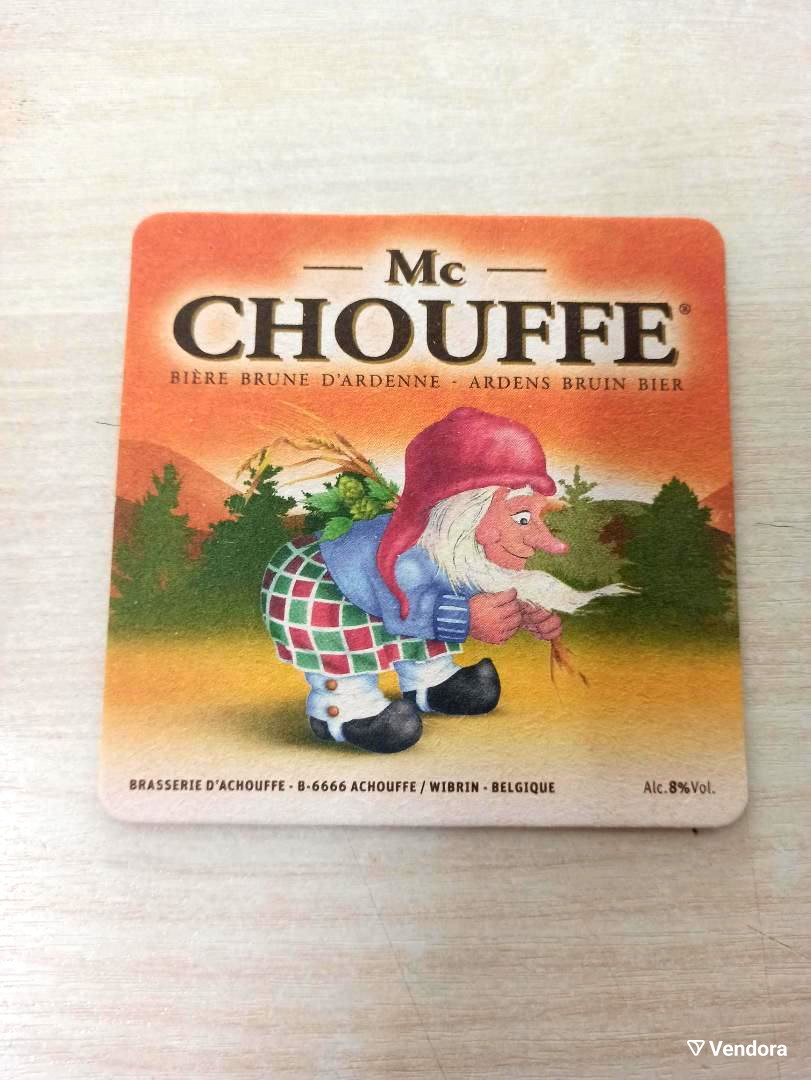 Mc
CHOUFFE®
BIÈRE BRUNE D'ARDENNE - ARDENS BRUIN BIER
BRASSERIE D'ACHOUFFE - B-6666 ACHOUFFE / WIBRIN - BELGIQUE
Alc.8%Vol.
Vendora